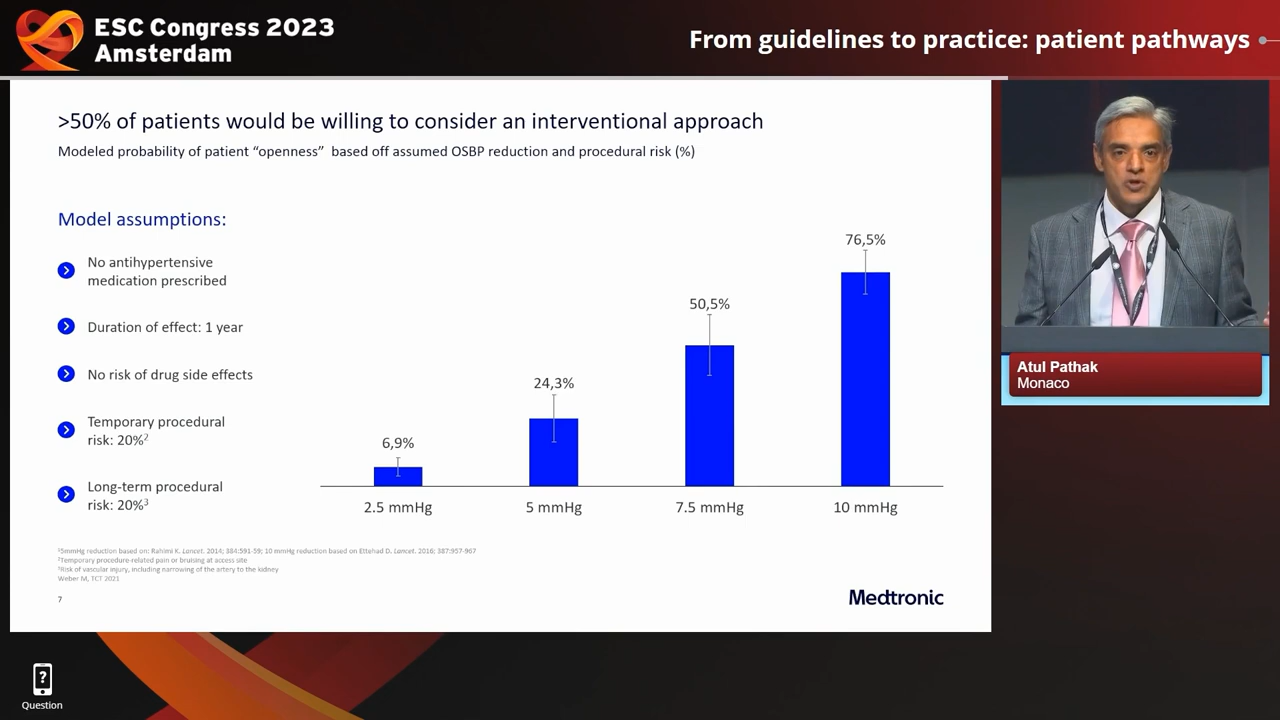 ESC Congress 2023
Amsterdam
From guidelines to practice: patient pathways
>50% of patients would be willing to consider an interventional approach
Modeled probability of patient “openness” based off assumed OSBP reduction and procedural risk (%)
Model assumptions:
No antihypertensive
medication prescribed
Duration of effect: 1 year
No risk of drug side effects
Temporary procedural
risk: 20%²
Long-term procedural
risk: 20%³
6,9%
24,3%
50,5%
76,5%
2.5 mmHg
5 mmHg
7.5 mmHg
10 mmHg
¹5mmHg reduction based on: Rahimi K. Lancet. 2014; 384:591-59; 10 mmHg reduction based on Ettehad D. Lancet. 2016; 387:957-967
²Temporary procedure-related pain or bruising at access site
³Risk of vascular injury, including narrowing of the artery to the kidney
Weber M, TCT 2021
7
Medtronic
Atul Pathak
Monaco
?
Question